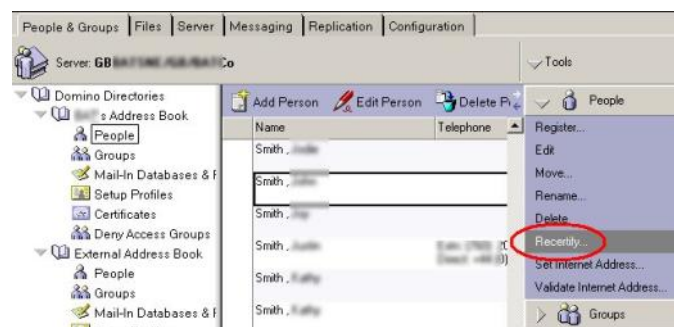 People & Groups Files Server Messaging Replication Configuration
Server: GB Co
Tools
Domino Directories
s Address Book
People
Groups
Mail-In Databases & F
Setup Profiles
Certificates
Deny Access Groups
External Address Book
People
Groups
Mail-In Databases & F
Add Person Edit Person Delete P
Name Telephone
Smith ,
Smith ,
Smith ,
Smith ,
Smith ,
Smith ,
People
Register...
Edit
Move...
Rename...
Delete
Recertify...
Set Internet Address...
Validate Internet Address...
Groups